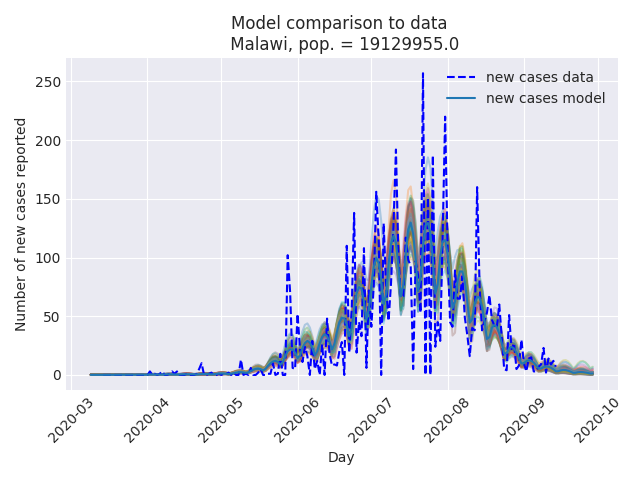 Model comparison to data
Malawi, pop. = 19129955.0
new cases data
new cases model
Number of new cases reported
250
200
150
100
50
0
2020-03
2020-04
2020-05
2020-06
2020-07
2020-08
2020-09
2020-10
Day